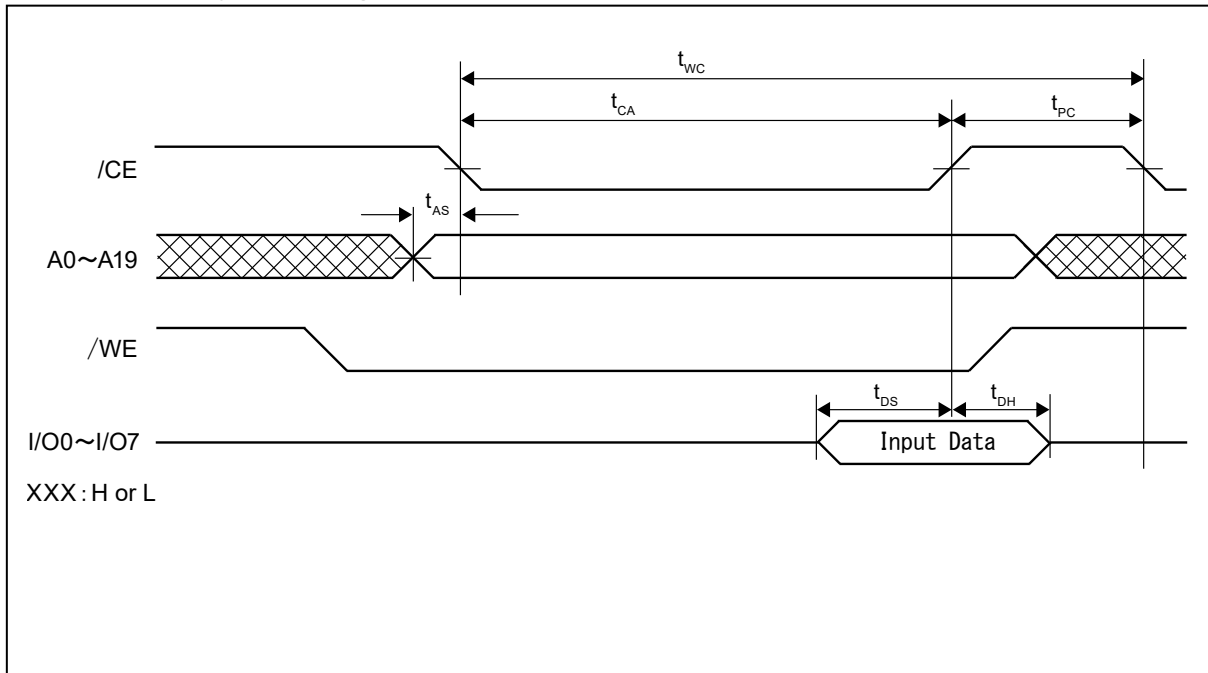 tWC
tCA
tPC
/CE
tAS
A0～A19
/WE
tDS
tDH
I/O0～I/O7
Input Data
XXX : H or L